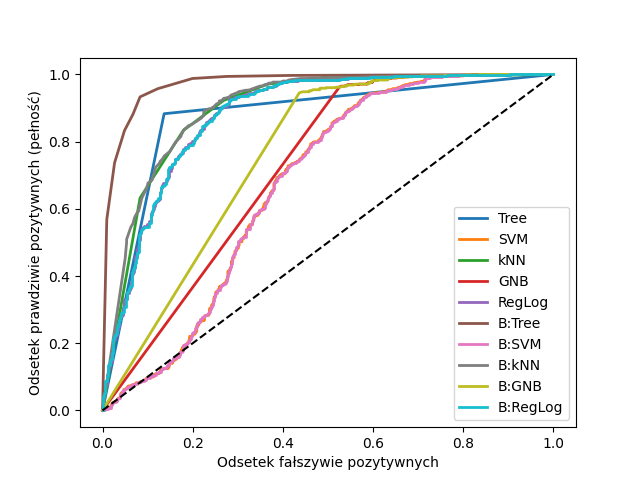 Odsetek prawdziwie pozytywnych (pełność)
1.0
0.8
0.6
0.4
0.2
0.0
0.0 0.2 0.4 0.6 0.8 1.0
Odsetek fałszywie pozytywnych
Tree
SVM
kNN
GNB
RegLog
B:Tree
B:SVM
B:kNN
B:GNB
B:RegLog